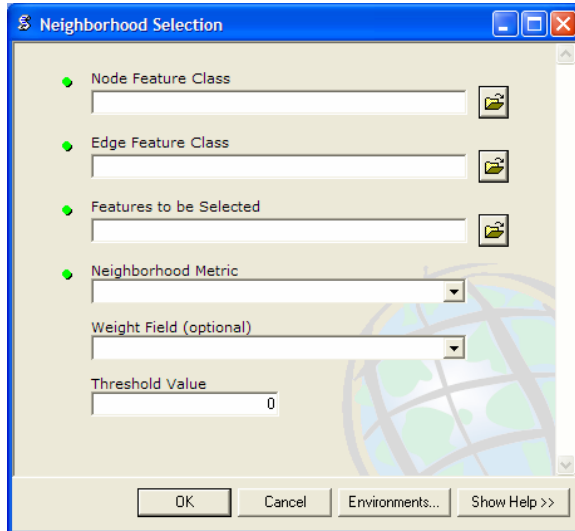 Neighborhood Selection
Node Feature Class
Edge Feature Class
Features to be Selected
Neighborhood Metric
Weight Field (optional)
Threshold Value
0
OK Cancel Environments... Show Help >>